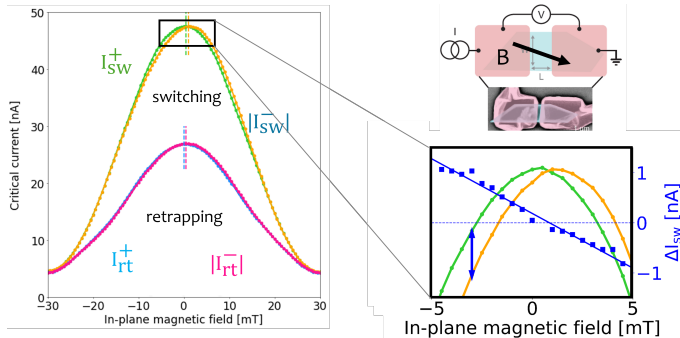 50
40
30
20
10
0
Critical current [nA]
−30
−20
−10
0
10
20
30
In-plane magnetic field [mT]
I⁺sw
switching
|I⁻sw|
retrapping
I⁺rt
|I⁻rt|
I
V
B
L
1
0
−1
ΔIsw [nA]
−5
0
5
In-plane magnetic field [mT]